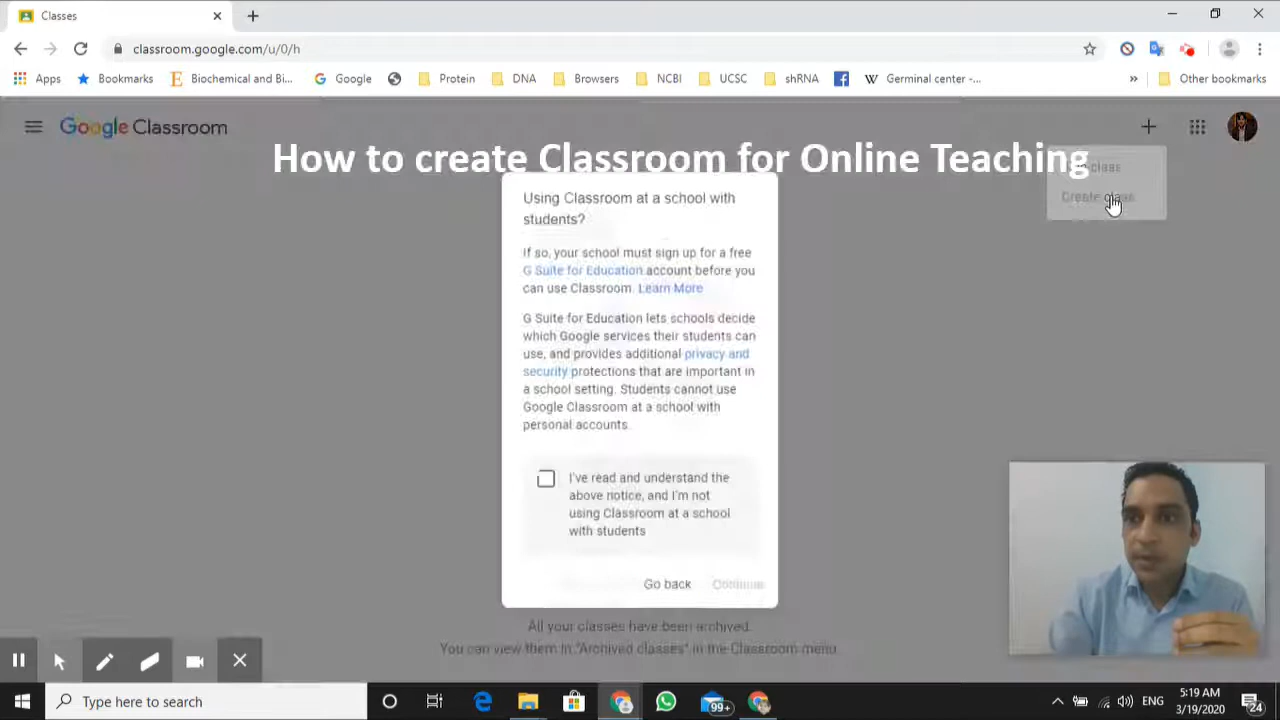 Classes
classroom.google.com/u/0/h
Apps
Bookmarks
Biochemical and Bi...
Google
Protein
DNA
Browsers
NCBI
UCSC
shRNA
Germinal center -...
»
Other bookmarks
Google Classroom
How to create Classroom for Online Teaching
class
Create class
Using Classroom at a school with
students?
If so, your school must sign up for a free
G Suite for Education account before you
can use Classroom. Learn More
G Suite for Education lets schools decide
which Google services their students can
use, and provides additional privacy and
security protections that are important in
a school setting. Students cannot use
Google Classroom at a school with
personal accounts.
I've read and understand the
above notice, and I'm not
using Classroom at a school
with students
Go back
Continue
All your classes have been archived.
You can view them in "Archived classes" in the Classroom menu.
Type here to search
99+
ENG
5:19 AM
3/19/2020
24